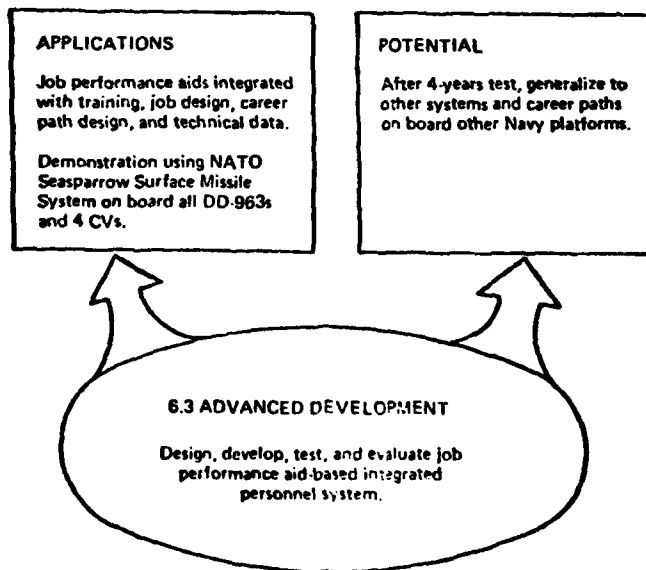 APPLICATIONS
Job performance aids integrated
with training, job design, career
path design, and technical data.
Demonstration using NATO
Seasparrow Surface Missile
System on board all DD-963s
and 4 CVs.
POTENTIAL
After 4-years test, generalize to
other systems and career paths
on board other Navy platforms.
6.3 ADVANCED DEVELOPMENT
Design, develop, test, and evaluate job
performance aid-based integrated
personnel system.